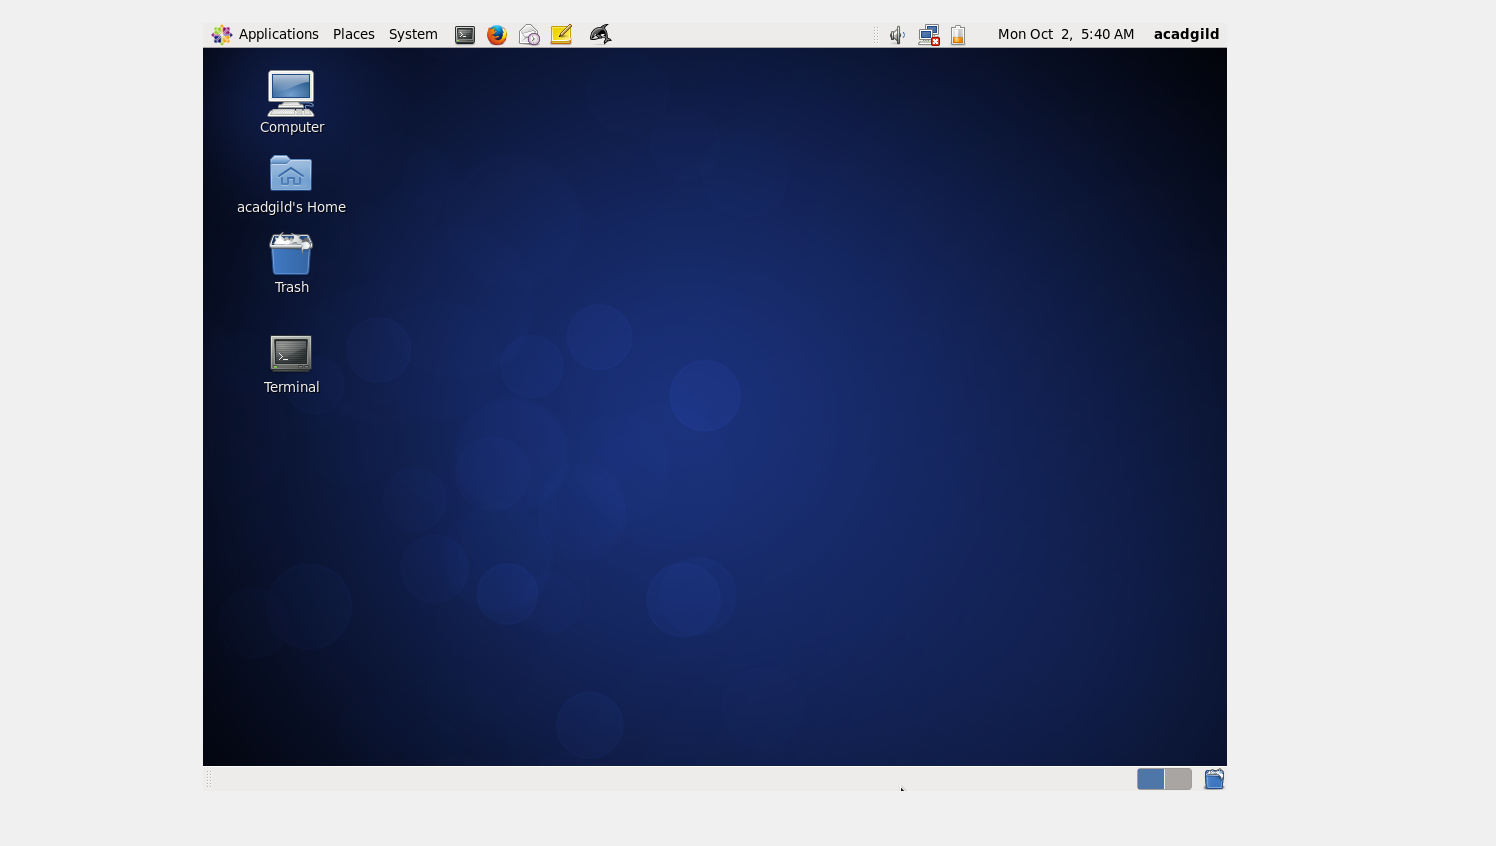 Applications Places System Mon Oct 2, 5:40 AM acadgild
Computer
acadgild's Home
Trash
Terminal